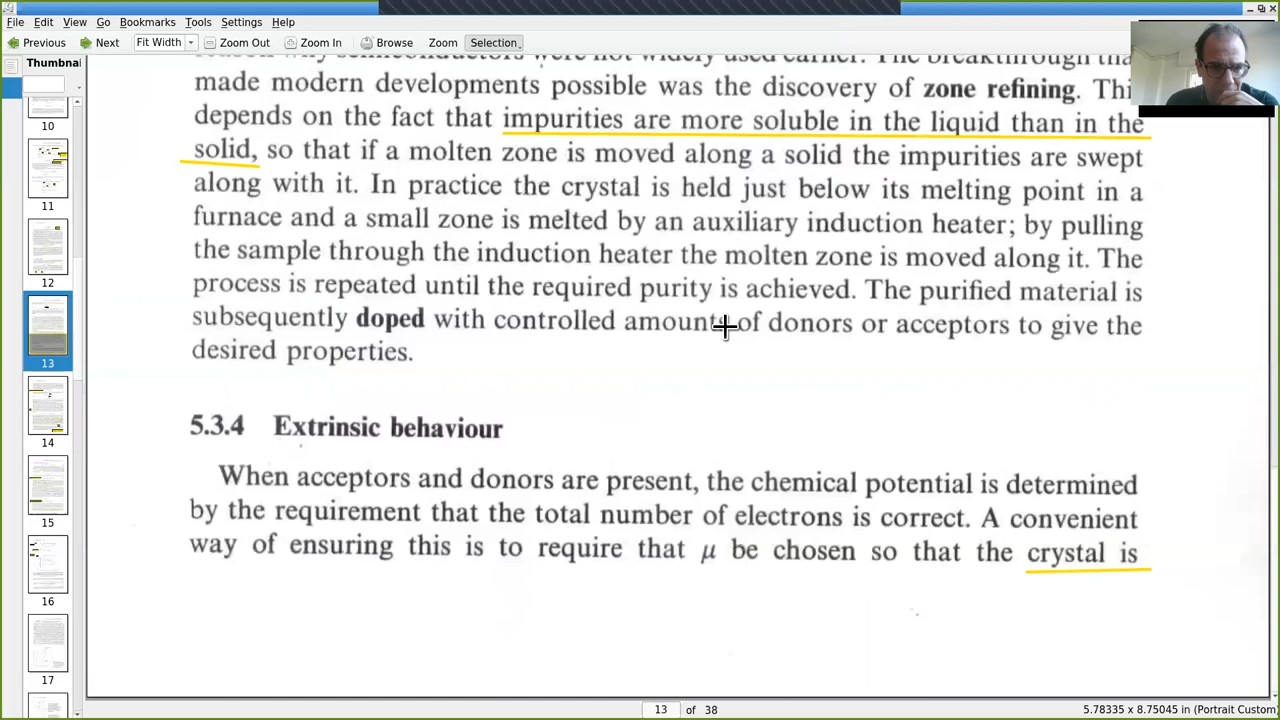 File Edit View Go Bookmarks Tools Settings Help
Previous Next Fit Width Zoom Out Zoom In Browse Zoom Selection
Thumbnai
made modern developments possible was the discovery of zone refining. Thi
depends on the fact that impurities are more soluble in the liquid than in the
solid, so that if a molten zone is moved along a solid the impurities are swept
along with it. In practice the crystal is held just below its melting point in a
furnace and a small zone is melted by an auxiliary induction heater; by pulling
the sample through the induction heater the molten zone is moved along it. The
process is repeated until the required purity is achieved. The purified material is
subsequently doped with controlled amounts of donors or acceptors to give the
desired properties.
5.3.4 Extrinsic behaviour
When acceptors and donors are present, the chemical potential is determined
by the requirement that the total number of electrons is correct. A convenient
way of ensuring this is to require that μ be chosen so that the crystal is
10
11
12
13
14
15
16
17
13 of 38
5.78335 x 8.75045 in (Portrait Custom)